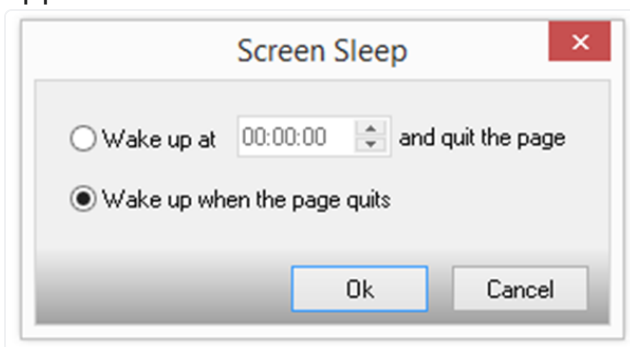 Screen Sleep
Wake up at 00:00:00 and quit the page
Wake up when the page quits
Ok Cancel